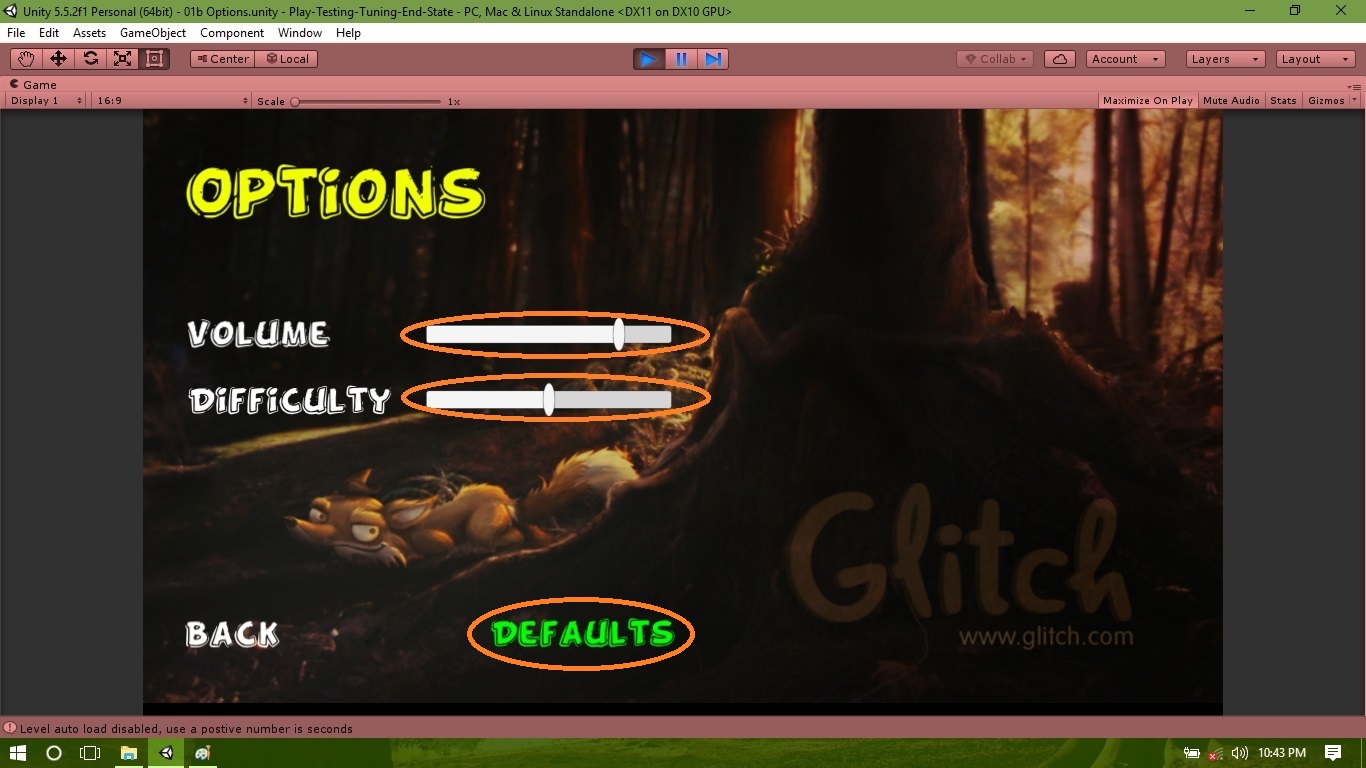 Unity 5.5.2f1 Personal (64bit) - 01b Options.unity - Play-Testing-Tuning-End-State - PC, Mac & Linux Standalone <DX11 on DX10 GPU>
File Edit Assets GameObject Component Window Help
Center Local Collab Account Layers Layout
Game
Display 1 16:9 Scale 1x Maximize On Play Mute Audio Stats Gizmos
OPTiONS
VOLUME
DiFFiCULTY
Glitch
www.glitch.com
BACK DEFAULTS
Level auto load disabled, use a postive number is seconds
10:43 PM